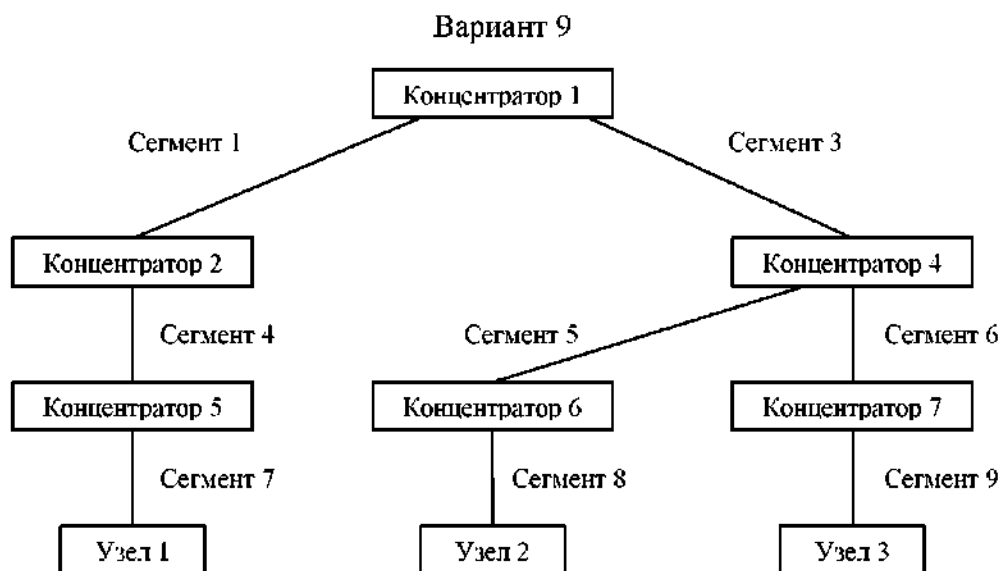 Вариант 9
Концентратор 1
Сегмент 1
Сегмент 3
Концентратор 2
Концентратор 4
Сегмент 4
Сегмент 5
Сегмент 6
Концентратор 5
Концентратор 6
Концентратор 7
Сегмент 7
Сегмент 8
Сегмент 9
Узел 1
Узел 2
Узел 3